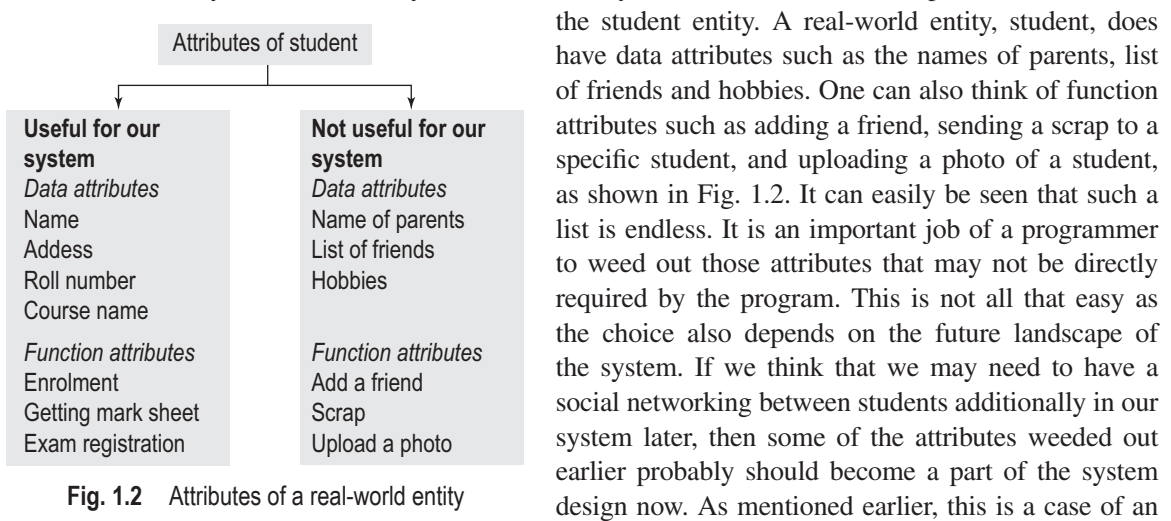 Attributes of student
Useful for our
system
Data attributes
Name
Addess
Roll number
Course name
Function attributes
Enrolment
Getting mark sheet
Exam registration
Not useful for our
system
Data attributes
Name of parents
List of friends
Hobbies
Function attributes
Add a friend
Scrap
Upload a photo
Fig. 1.2 Attributes of a real-world entity
the student entity. A real-world entity, student, does
have data attributes such as the names of parents, list
of friends and hobbies. One can also think of function
attributes such as adding a friend, sending a scrap to a
specific student, and uploading a photo of a student,
as shown in Fig. 1.2. It can easily be seen that such a
list is endless. It is an important job of a programmer
to weed out those attributes that may not be directly
required by the program. This is not all that easy as
the choice also depends on the future landscape of
the system. If we think that we may need to have a
social networking between students additionally in our
system later, then some of the attributes weeded out
earlier probably should become a part of the system
design now. As mentioned earlier, this is a case of an